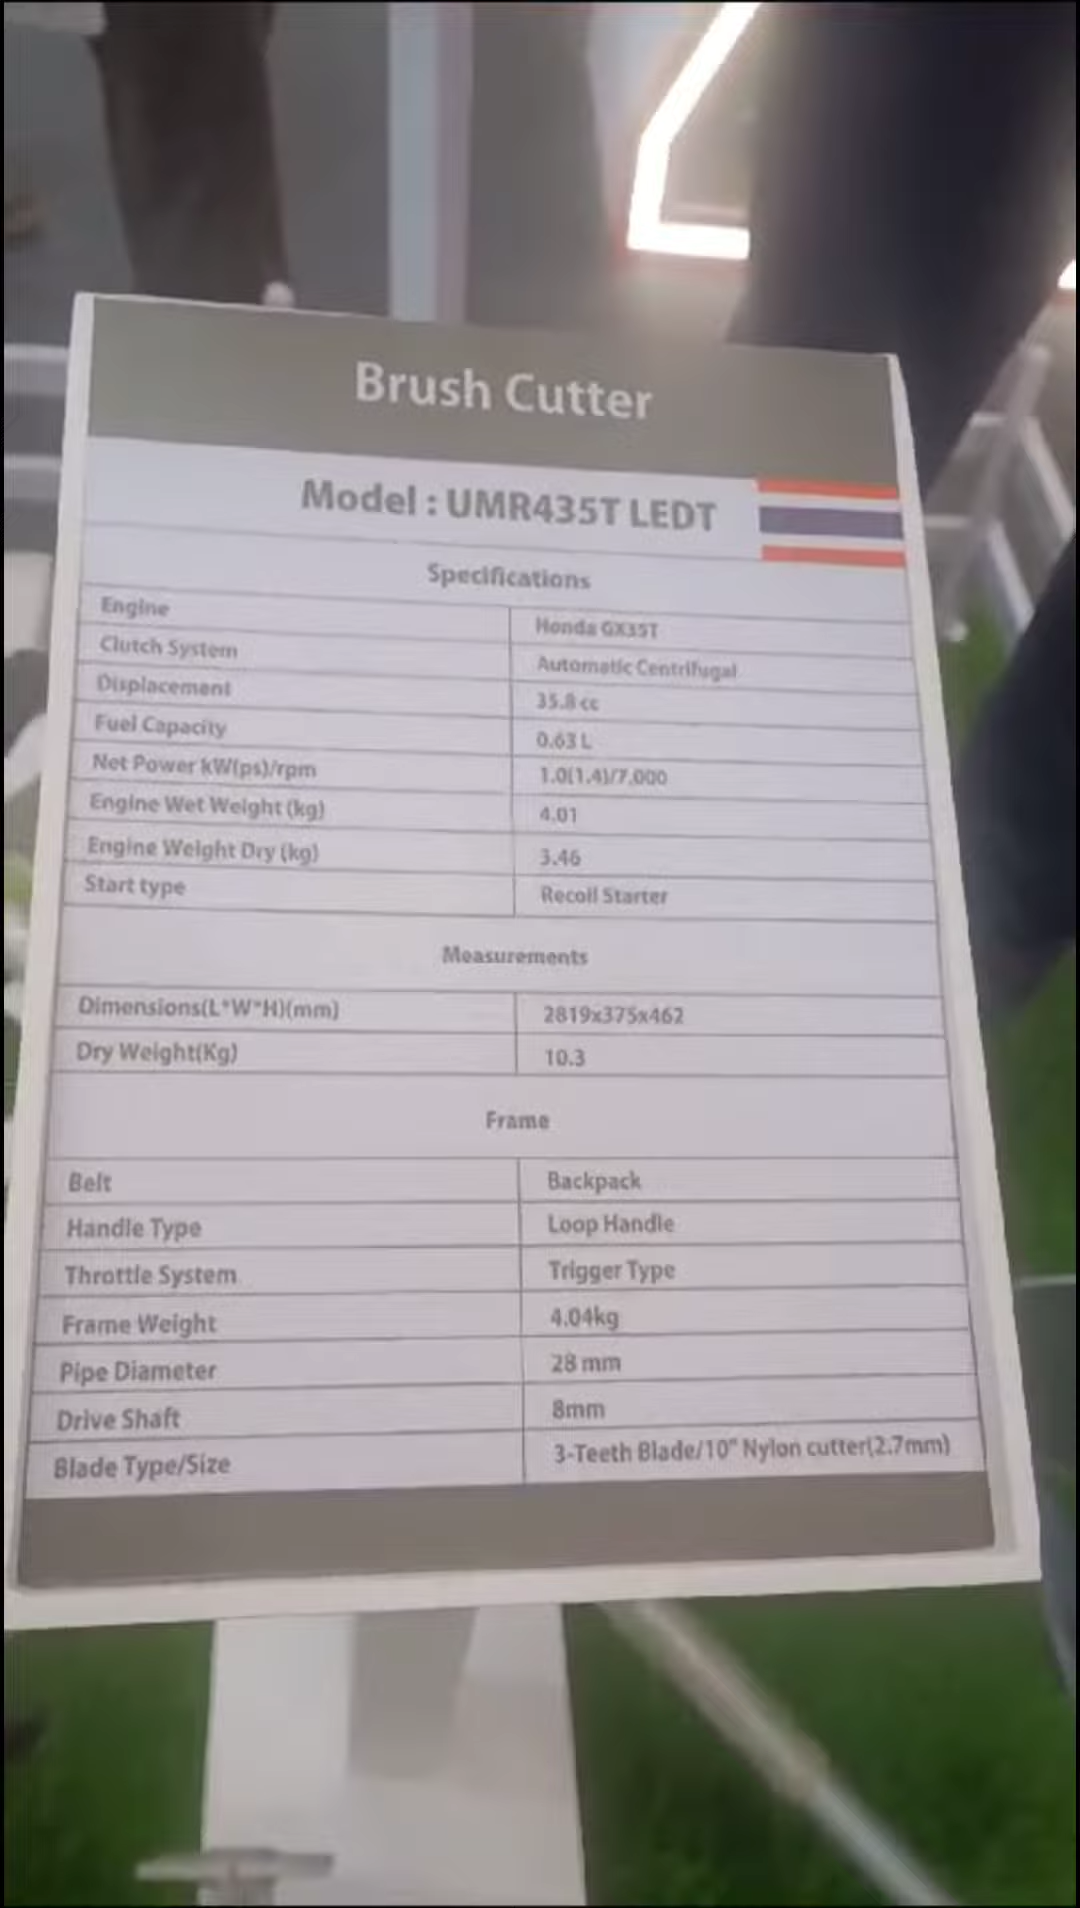 Brush Cutter
Model : UMR435T LEDT
Specifications
Engine Honda GX35T
Clutch System Automatic Centrifugal
Displacement 35.8 cc
Fuel Capacity 0.63 L
Net Power kW(ps)/rpm 1.0(1.4)/7,000
Engine Wet Weight (kg) 4.01
Engine Weight Dry (kg) 3.46
Start type Recoil Starter
Measurements
Dimensions(L*W*H)(mm) 2819x375x462
Dry Weight(Kg) 10.3
Frame
Belt Backpack
Handle Type Loop Handle
Throttle System Trigger Type
Frame Weight 4.04kg
Pipe Diameter 28 mm
Drive Shaft 8mm
Blade Type/Size 3-Teeth Blade/10" Nylon cutter(2.7mm)